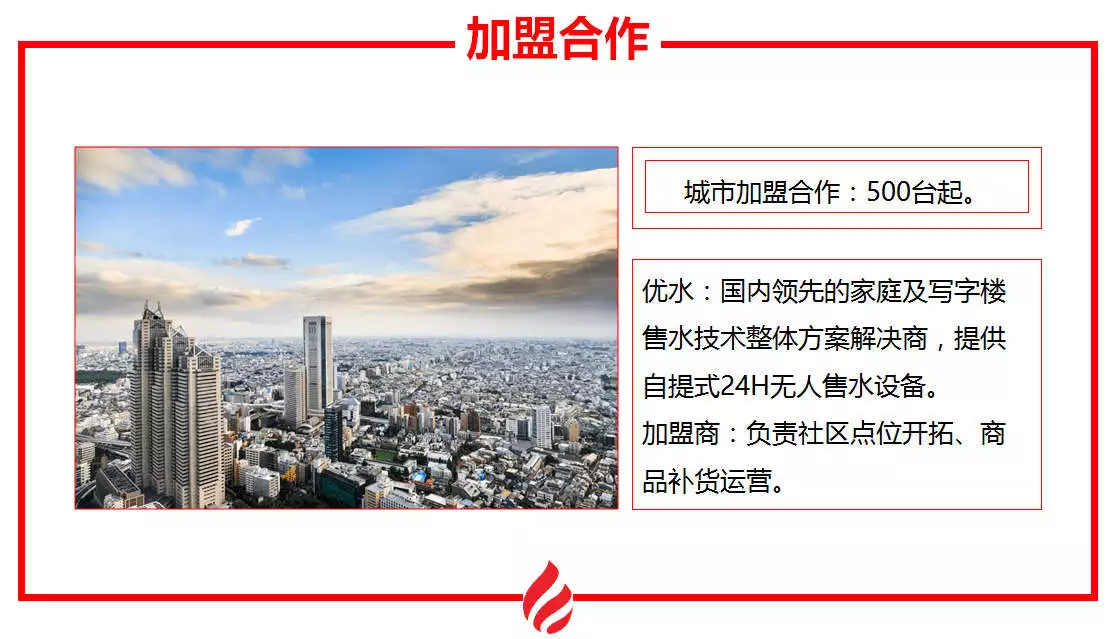 加盟合作
城市加盟合作：500台起。
优水：国内领先的家庭及写字楼
售水技术整体方案解决商，提供
自提式24H无人售水设备。
加盟商：负责社区点位开拓、商
品补货运营。